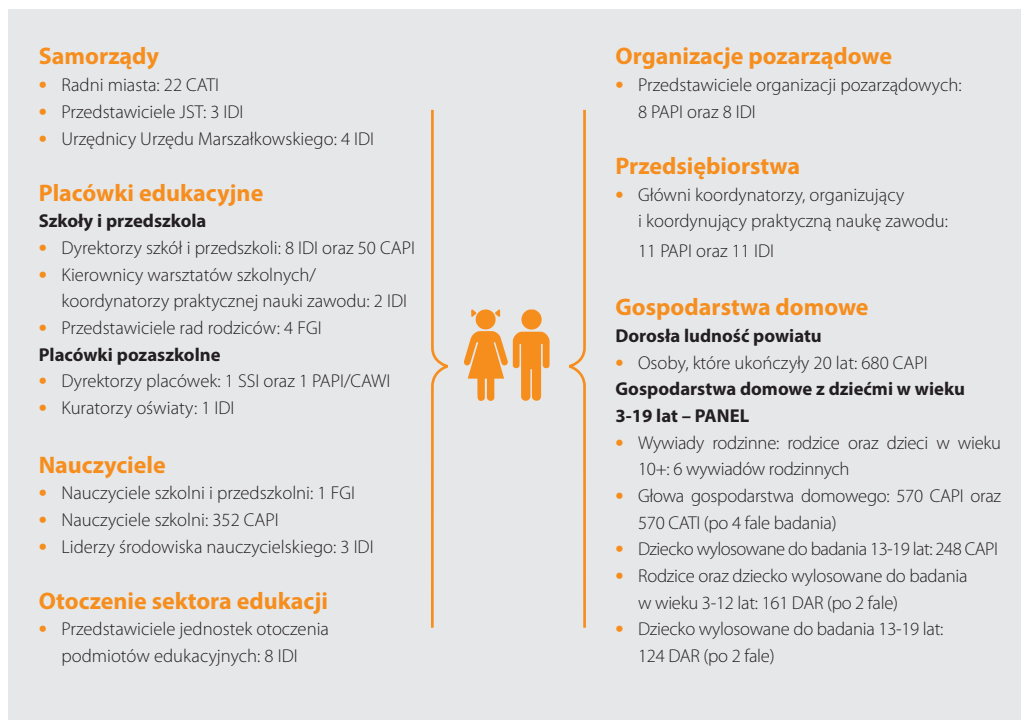 Samorządy
• Radni miasta: 22 CATI
• Przedstawiciele JST: 3 IDI
• Urzędnicy Urzędu Marszałkowskiego: 4 IDI
Placówki edukacyjne
Szkoły i przedszkola
• Dyrektorzy szkół i przedszkoli: 8 IDI oraz 50 CAPI
• Kierownicy warsztatów szkolnych/
koordynatorzy praktycznej nauki zawodu: 2 IDI
• Przedstawiciele rad rodziców: 4 FGI
Placówki pozaszkolne
• Dyrektorzy placówek: 1 SSI oraz 1 PAPI/CAWI
• Kuratorzy oświaty: 1 IDI
Nauczyciele
• Nauczyciele szkolni i przedszkolni: 1 FGI
• Nauczyciele szkolni: 352 CAPI
• Liderzy środowiska nauczycielskiego: 3 IDI
Otoczenie sektora edukacji
• Przedstawiciele jednostek otoczenia
podmiotów edukacyjnych: 8 IDI
Organizacje pozarządowe
• Przedstawiciele organizacji pozarządowych:
8 PAPI oraz 8 IDI
Przedsiębiorstwa
• Główni koordynatorzy, organizujący
i koordynujący praktyczną naukę zawodu:
11 PAPI oraz 11 IDI
Gospodarstwa domowe
Dorosła ludność powiatu
• Osoby, które ukończyły 20 lat: 680 CAPI
Gospodarstwa domowe z dziećmi w wieku
3-19 lat – PANEL
• Wywiady rodzinne: rodzice oraz dzieci w wieku
10+: 6 wywiadów rodzinnych
• Głowa gospodarstwa domowego: 570 CAPI oraz
570 CATI (po 4 fale badania)
• Dziecko wylosowane do badania 13-19 lat: 248 CAPI
• Rodzice oraz dziecko wylosowane do badania
w wieku 3-12 lat: 161 DAR (po 2 fale)
• Dziecko wylosowane do badania 13-19 lat:
124 DAR (po 2 fale)